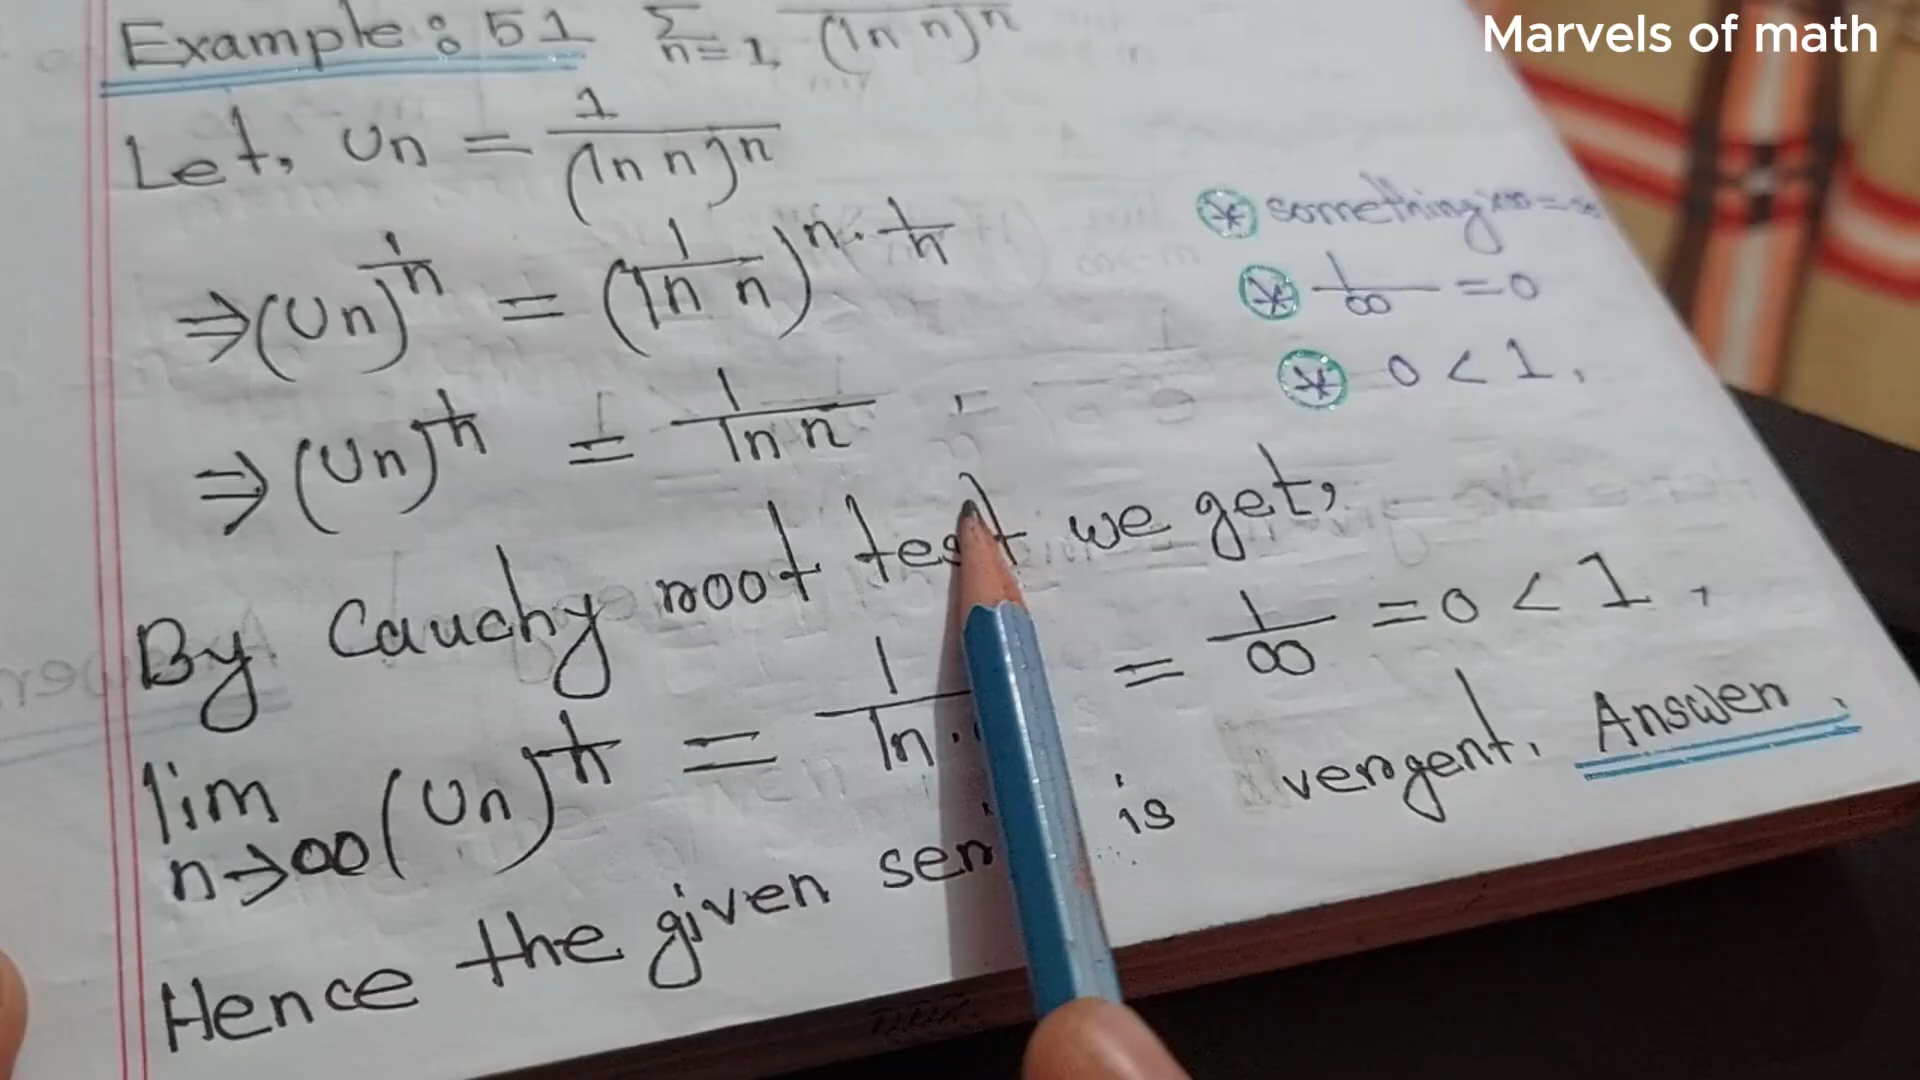 Marvels of math
Example: 51 ∑ n=1 (ln n)^n
Let, Un = 1/(ln n)^n
⇒ (Un)^1/n = (1/ln n)^n·1/n
⇒ (Un)^1/n = 1/ln n
By Cauchy root test we get,
lim n→∞ (Un)^1/n = 1/ln = 1/∞ = 0 < 1,
Hence the given is vergent. Answer.
* something
* 1/∞ = 0
* 0 < 1,